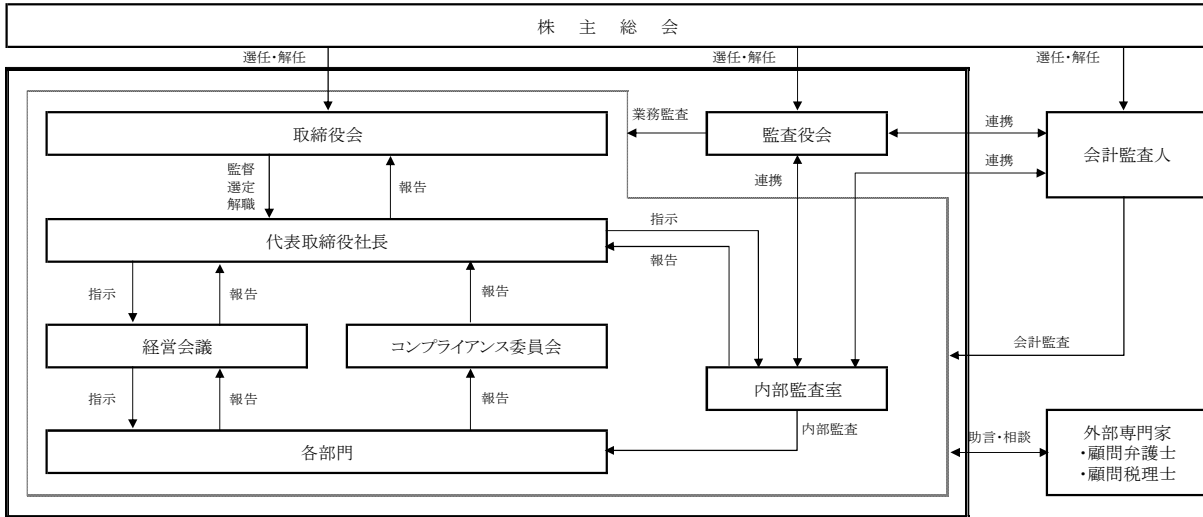 株 主 総 会
選任・解任
選任・解任
選任・解任
取締役会
業務監査
監査役会
連携
会計監査人
連携
監督
選定
解職
報告
連携
代表取締役社長
指示
報告
指示
報告
報告
経営会議
コンプライアンス委員会
会計監査
指示
報告
報告
内部監査室
内部監査
各部門
助言・相談
外部専門家
・顧問弁護士
・顧問税理士